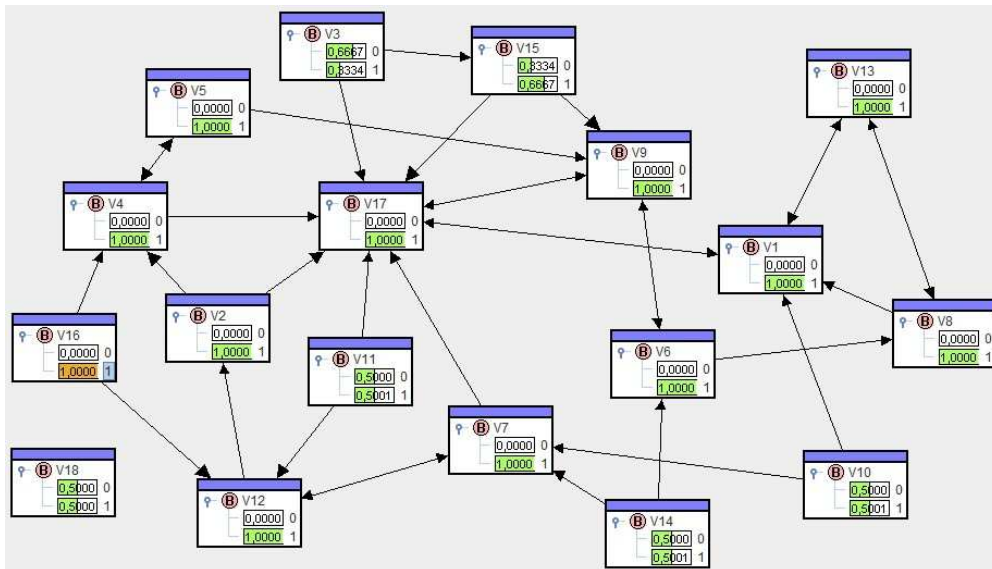 B V3
0,6667 0
0,3334 1
B V15
0,3334 0
0,6667 1
B V13
0,0000 0
1,0000 1
B V5
0,0000 0
1,0000 1
B V9
0,0000 0
1,0000 1
B V4
0,0000 0
1,0000 1
B V17
0,0000 0
1,0000 1
B V1
0,0000 0
1,0000 1
B V2
0,0000 0
1,0000 1
B V16
0,0000 0
1,0000 1
B V11
0,5000 0
0,5001 1
B V6
0,0000 0
1,0000 1
B V8
0,0000 0
1,0000 1
B V7
0,0000 0
1,0000 1
B V18
0,5000 0
0,5000 1
B V12
0,0000 0
1,0000 1
B V14
0,5000 0
0,5001 1
B V10
0,5000 0
0,5001 1